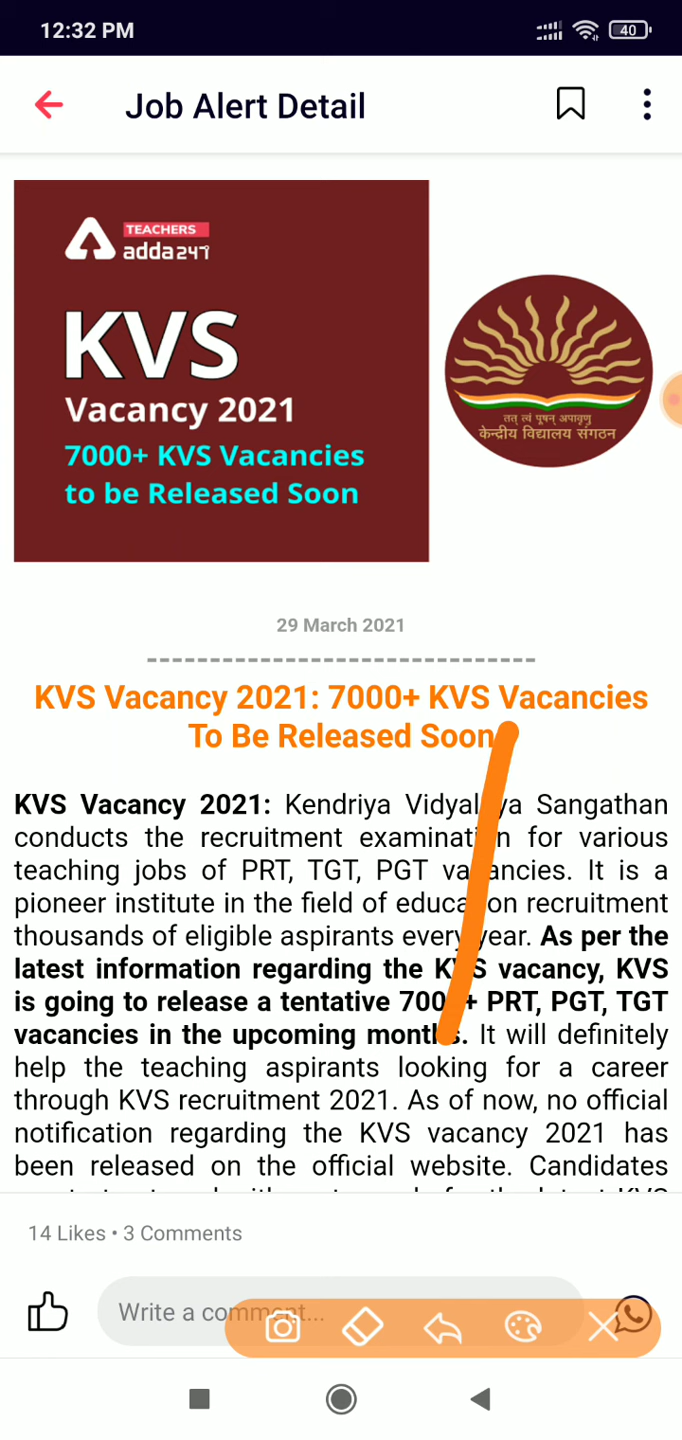 12:32 PM
40
Job Alert Detail
TEACHERS
adda247
KVS
Vacancy 2021
7000+ KVS Vacancies
to be Released Soon
तत् त्वं पूषन् अपावृणु
केन्द्रीय विद्यालय संगठन
29 March 2021
KVS Vacancy 2021: 7000+ KVS Vacancies
To Be Released Soon
KVS Vacancy 2021: Kendriya Vidyalaya Sangathan
conducts the recruitment examination for various
teaching jobs of PRT, TGT, PGT vacancies. It is a
pioneer institute in the field of education recruitment
thousands of eligible aspirants every year. As per the
latest information regarding the KVS vacancy, KVS
is going to release a tentative 7000+ PRT, PGT, TGT
vacancies in the upcoming months. It will definitely
help the teaching aspirants looking for a career
through KVS recruitment 2021. As of now, no official
notification regarding the KVS vacancy 2021 has
been released on the official website. Candidates
14 Likes • 3 Comments
Write a comment...